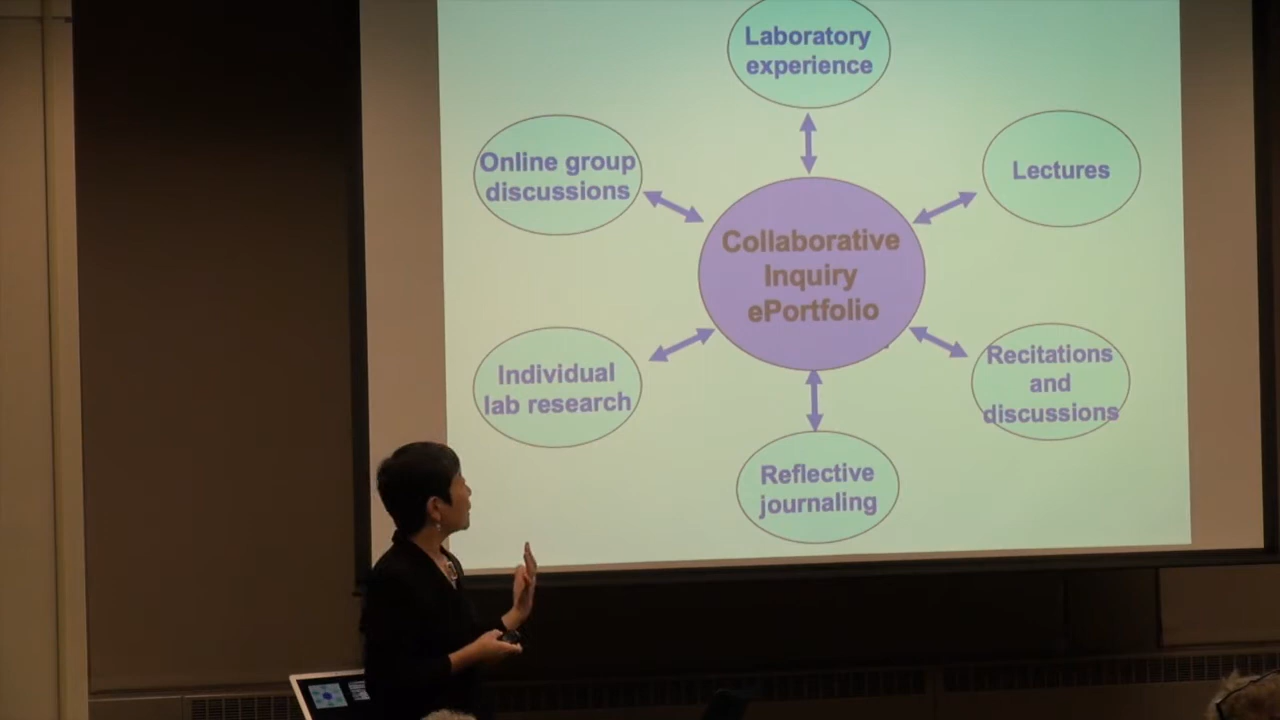 Laboratory
experience
Online group
discussions
Lectures
Collaborative
Inquiry
ePortfolio
Individual
lab research
Recitations
and
discussions
Reflective
journaling